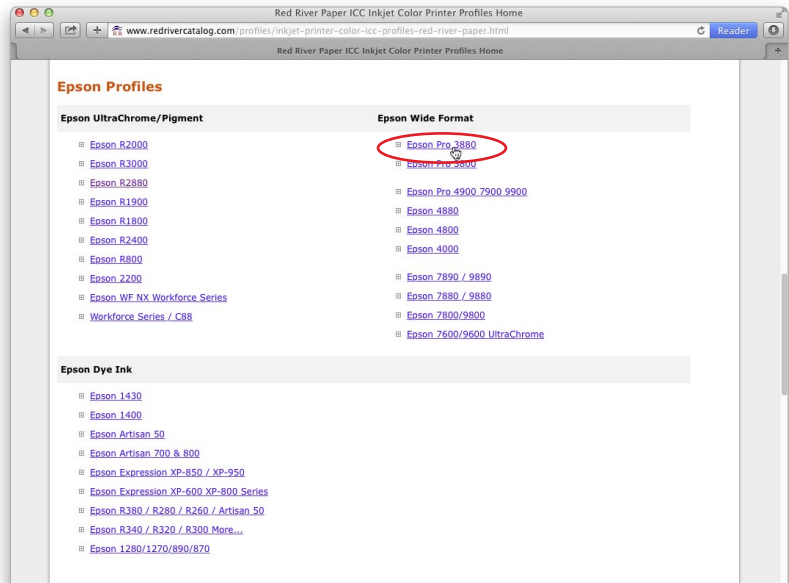 Red River Paper ICC Inkjet Color Printer Profiles Home
www.redrivercatalog.com/profiles/inkjet-printer-color-icc-profiles-red-river-paper.html
Reader
Red River Paper ICC Inkjet Color Printer Profiles Home
Epson Profiles
Epson UltraChrome/Pigment
Epson R2000
Epson R3000
Epson R2880
Epson R1900
Epson R1800
Epson R2400
Epson R800
Epson 2200
Epson WF NX Workforce Series
Workforce Series / C88
Epson Wide Format
Epson Pro 3880
Epson Pro 3800
Epson Pro 4900 7900 9900
Epson 4880
Epson 4800
Epson 4000
Epson 7890 / 9890
Epson 7880 / 9880
Epson 7800/9800
Epson 7600/9600 UltraChrome
Epson Dye Ink
Epson 1430
Epson 1400
Epson Artisan 50
Epson Artisan 700 & 800
Epson Expression XP-850 / XP-950
Epson Expression XP-600 XP-800 Series
Epson R380 / R280 / R260 / Artisan 50
Epson R340 / R320 / R300 More...
Epson 1280/1270/890/870